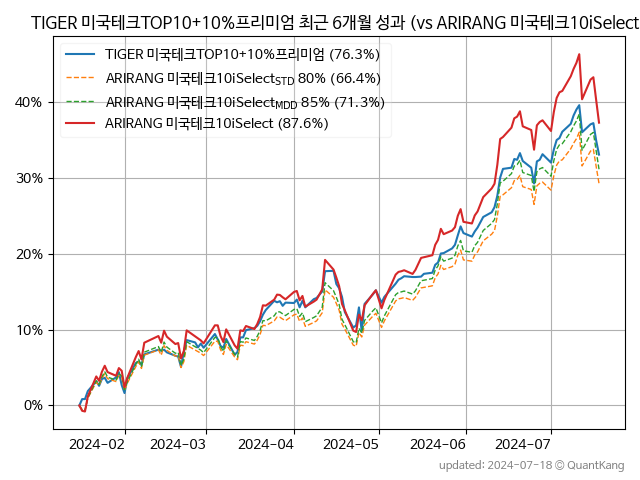 TIGER 미국테크TOP10+10%프리미엄 최근 6개월 성과 (vs ARIRANG 미국테크10iSelect
TIGER 미국테크TOP10+10%프리미엄 (76.3%)
ARIRANG 미국테크10iSelectSTD 80% (66.4%)
ARIRANG 미국테크10iSelectMDD 85% (71.3%)
ARIRANG 미국테크10iSelect (87.6%)
40%
30%
20%
10%
0%
2024-02 2024-03 2024-04 2024-05 2024-06 2024-07
updated: 2024-07-18 © QuantKang